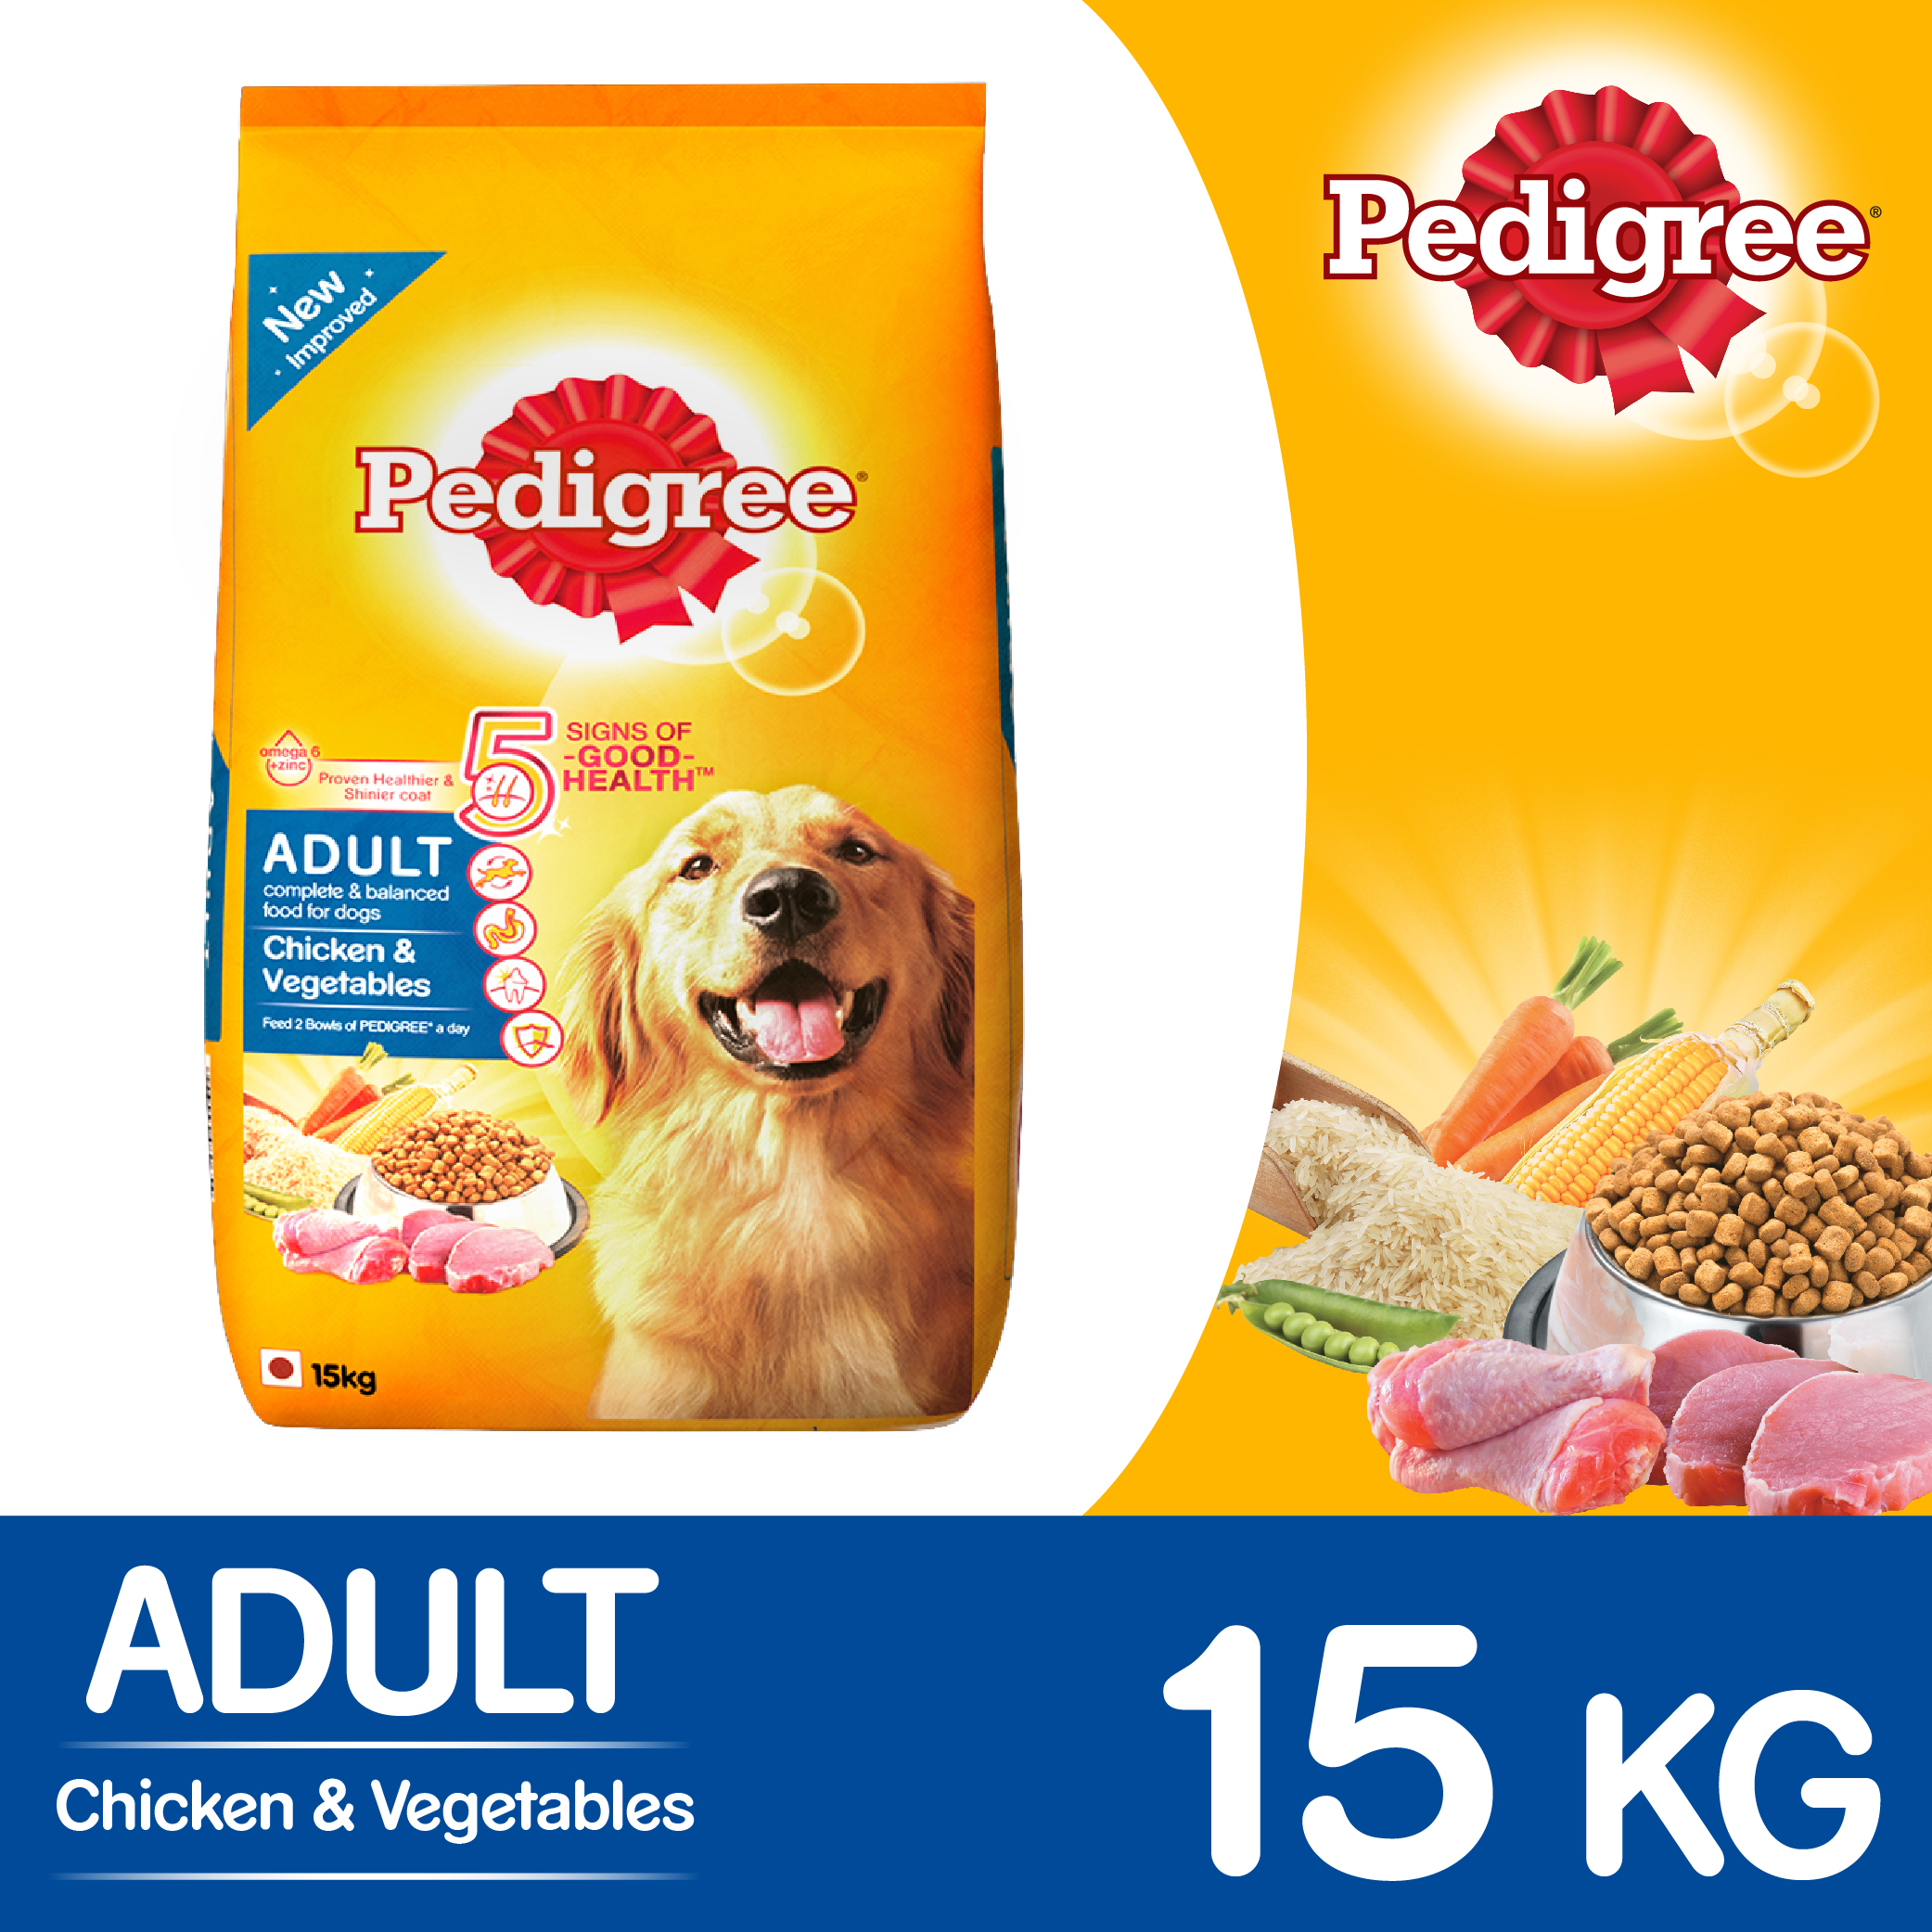 New
Improved
Pedigree®
omega 6
(+zinc)
Proven Healthier &
Shinier coat
5
SIGNS OF
-GOOD-
HEALTH™
ADULT
complete & balanced
food for dogs
Chicken &
Vegetables
Feed 2 Bowls of PEDIGREE® a day
15kg
Pedigree®
ADULT
Chicken & Vegetables
15 KG